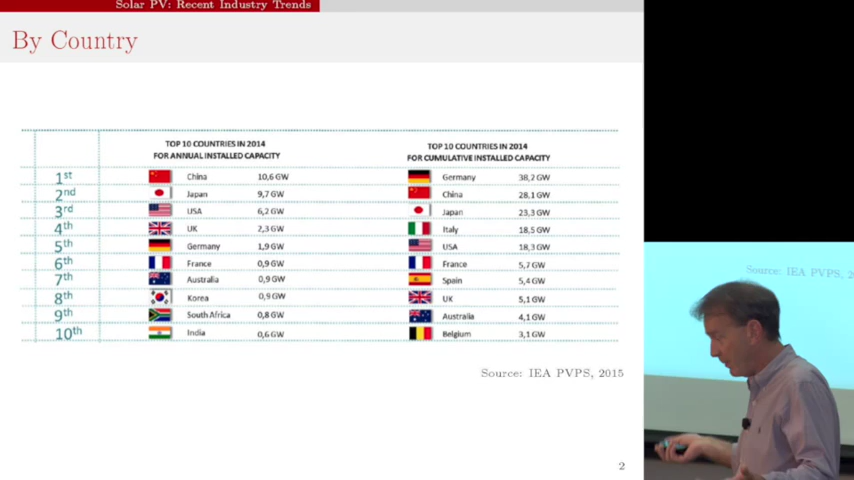 Solar PV: Recent Industry Trends
By Country
TOP 10 COUNTRIES IN 2014
FOR ANNUAL INSTALLED CAPACITY
TOP 10 COUNTRIES IN 2014
FOR CUMULATIVE INSTALLED CAPACITY
1st China 10,6 GW Germany 38,2 GW
2nd Japan 9,7 GW China 28,1 GW
3rd USA 6,2 GW Japan 23,3 GW
4th UK 2,3 GW Italy 18,5 GW
5th Germany 1,9 GW USA 18,3 GW
6th France 0,9 GW France 5,7 GW
7th Australia 0,9 GW Spain 5,4 GW
8th Korea 0,9 GW UK 5,1 GW
9th South Africa 0,8 GW Australia 4,1 GW
10th India 0,6 GW Belgium 3,1 GW
Source: IEA PVPS, 2015
2
Source: IEA PVPS, 2